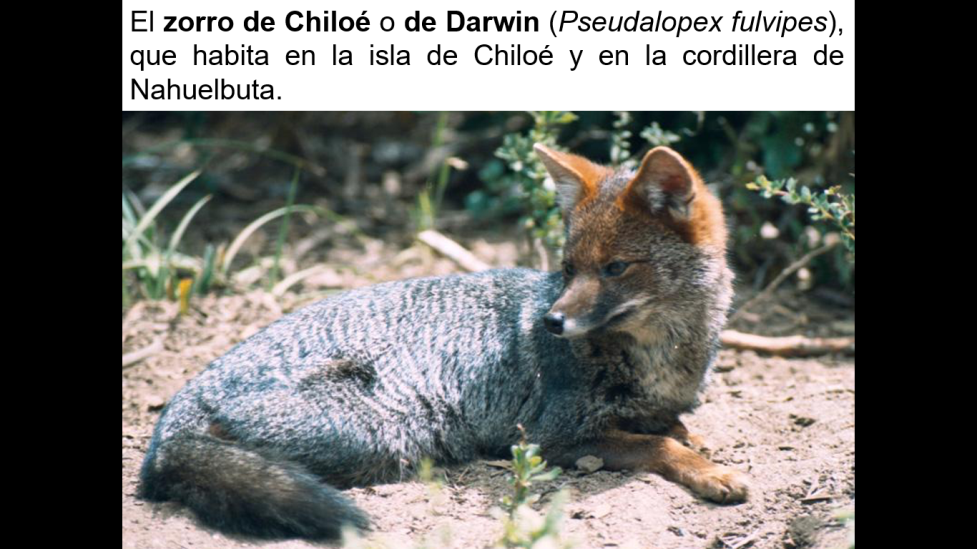 El zorro de Chiloé o de Darwin (Pseudalopex fulvipes),
que habita en la isla de Chiloé y en la cordillera de
Nahuelbuta.